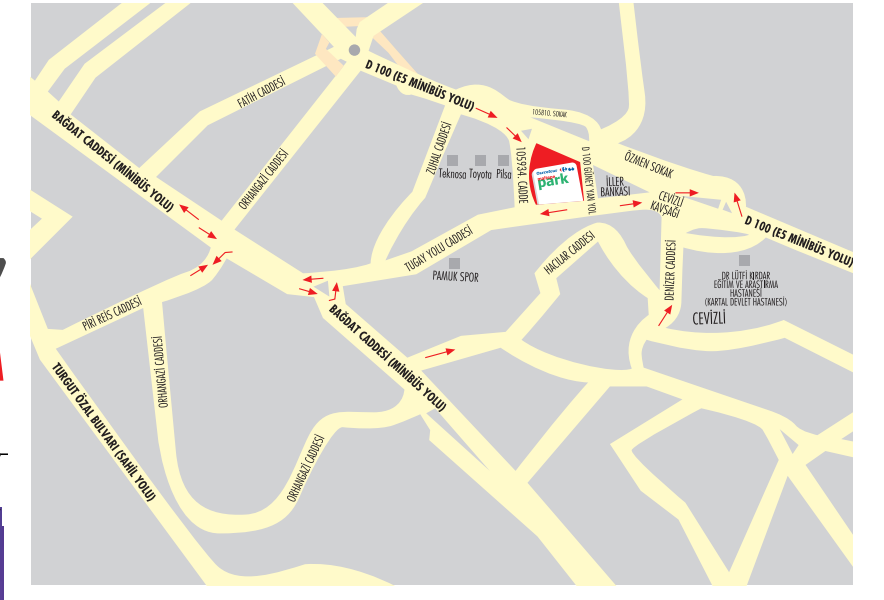 D 100 (E5 MİNİBÜS YOLU)
FATİH CADDESİ
105810. SOKAK
BAĞDAT CADDESİ (MİNİBÜS YOLU)
ZUHAL CADDESİ
ORHANGAZİ CADDESİ
105934. CADDE
D 100 GÜNEY YAN YOL
ÖZMEN SOKAK
Teknosa Toyota Pilsa
Carrefour
maltepe
park
İLLER
BANKASI
CEVİZLİ
KAVŞAĞI
D 100 (E5 MİNİBÜS YOLU)
TUGAY YOLU CADDESİ
HACILAR CADDESİ
PAMUK SPOR
DENİZER CADDESİ
DR LÜTFİ KIRDAR
EĞİTİM VE ARAŞTIRMA
HASTANESİ
(KARTAL DEVLET HASTANESİ)
CEVİZLİ
PİRİ REİS CADDESİ
BAĞDAT CADDESİ (MİNİBÜS YOLU)
ORHANGAZİ CADDESİ
TURGUT ÖZAL BULVARI (SAHİL YOLU)
ORHANGAZİ CADDESİ